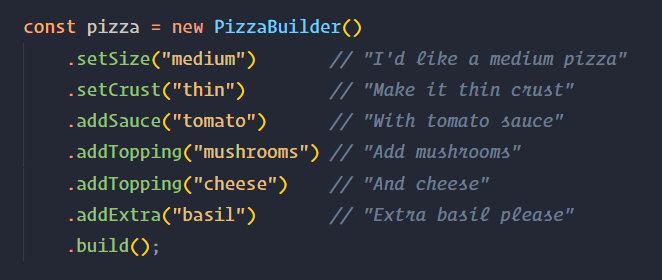 const pizza = new PizzaBuilder()
    .setSize("medium")       // "I'd like a medium pizza"
    .setCrust("thin")        // "Make it thin crust"
    .addSauce("tomato")      // "With tomato sauce"
    .addTopping("mushrooms") // "Add mushrooms"
    .addTopping("cheese")    // "And cheese"
    .addExtra("basil")       // "Extra basil please"
    .build();